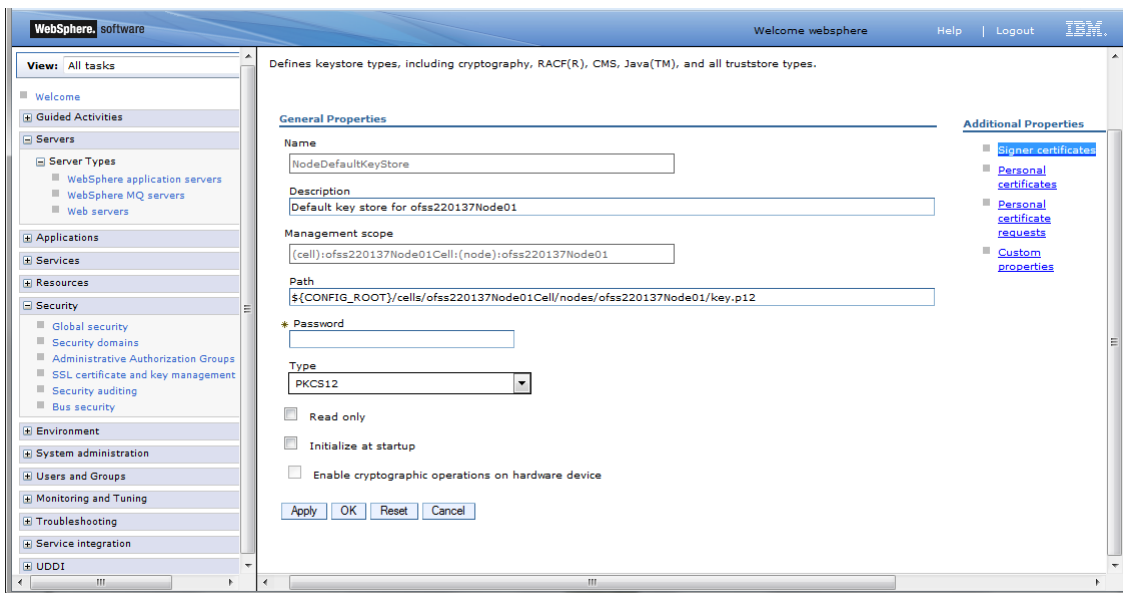 WebSphere. software
Welcome websphere
Help | Logout
IBM.
View: All tasks
Welcome
Guided Activities
Servers
Server Types
WebSphere application servers
WebSphere MQ servers
Web servers
Applications
Services
Resources
Security
Global security
Security domains
Administrative Authorization Groups
SSL certificate and key management
Security auditing
Bus security
Environment
System administration
Users and Groups
Monitoring and Tuning
Troubleshooting
Service integration
UDDI
Defines keystore types, including cryptography, RACF(R), CMS, Java(TM), and all truststore types.
General Properties
Name
NodeDefaultKeyStore
Description
Default key store for ofss220137Node01
Management scope
(cell):ofss220137Node01Cell:(node):ofss220137Node01
Path
${CONFIG_ROOT}/cells/ofss220137Node01Cell/nodes/ofss220137Node01/key.p12
* Password
Type
PKCS12
Read only
Initialize at startup
Enable cryptographic operations on hardware device
Apply OK Reset Cancel
Additional Properties
Signer certificates
Personal
certificates
Personal
certificate
requests
Custom
properties